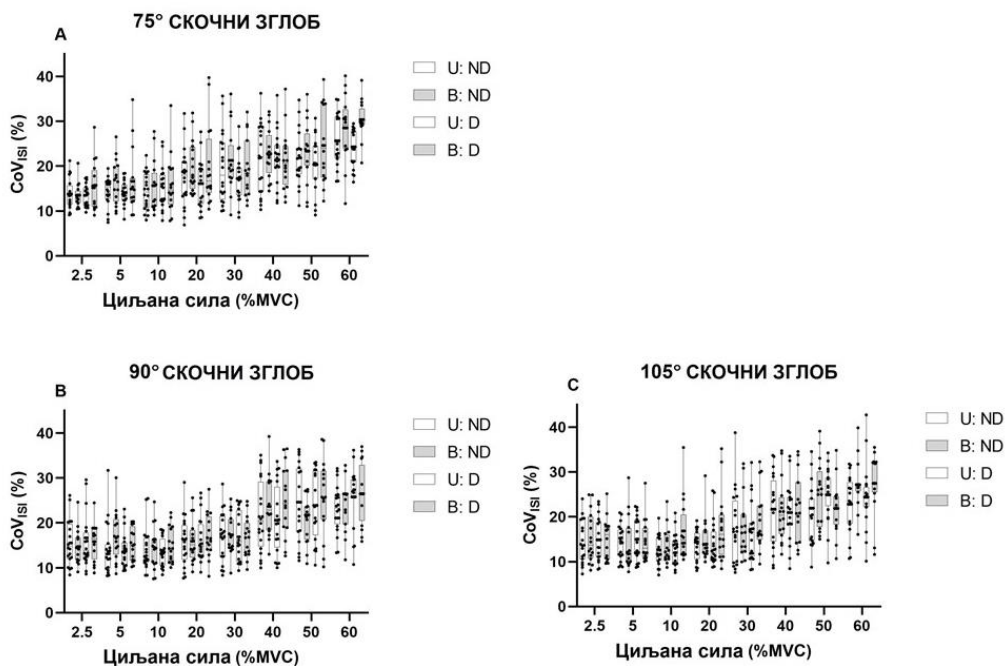 75° СКОЧНИ ЗГЛОБ
A
U: ND
B: ND
U: D
B: D
CoV_ISI (%)
40
30
20
10
0
2.5 5 10 20 30 40 50 60
Циљана сила (%MVC)
90° СКОЧНИ ЗГЛОБ
B
U: ND
B: ND
U: D
B: D
CoV_ISI (%)
40
30
20
10
0
2.5 5 10 20 30 40 50 60
Циљана сила (%MVC)
105° СКОЧНИ ЗГЛОБ
C
U: ND
B: ND
U: D
B: D
CoV_ISI (%)
40
30
20
10
0
2.5 5 10 20 30 40 50 60
Циљана сила (%MVC)